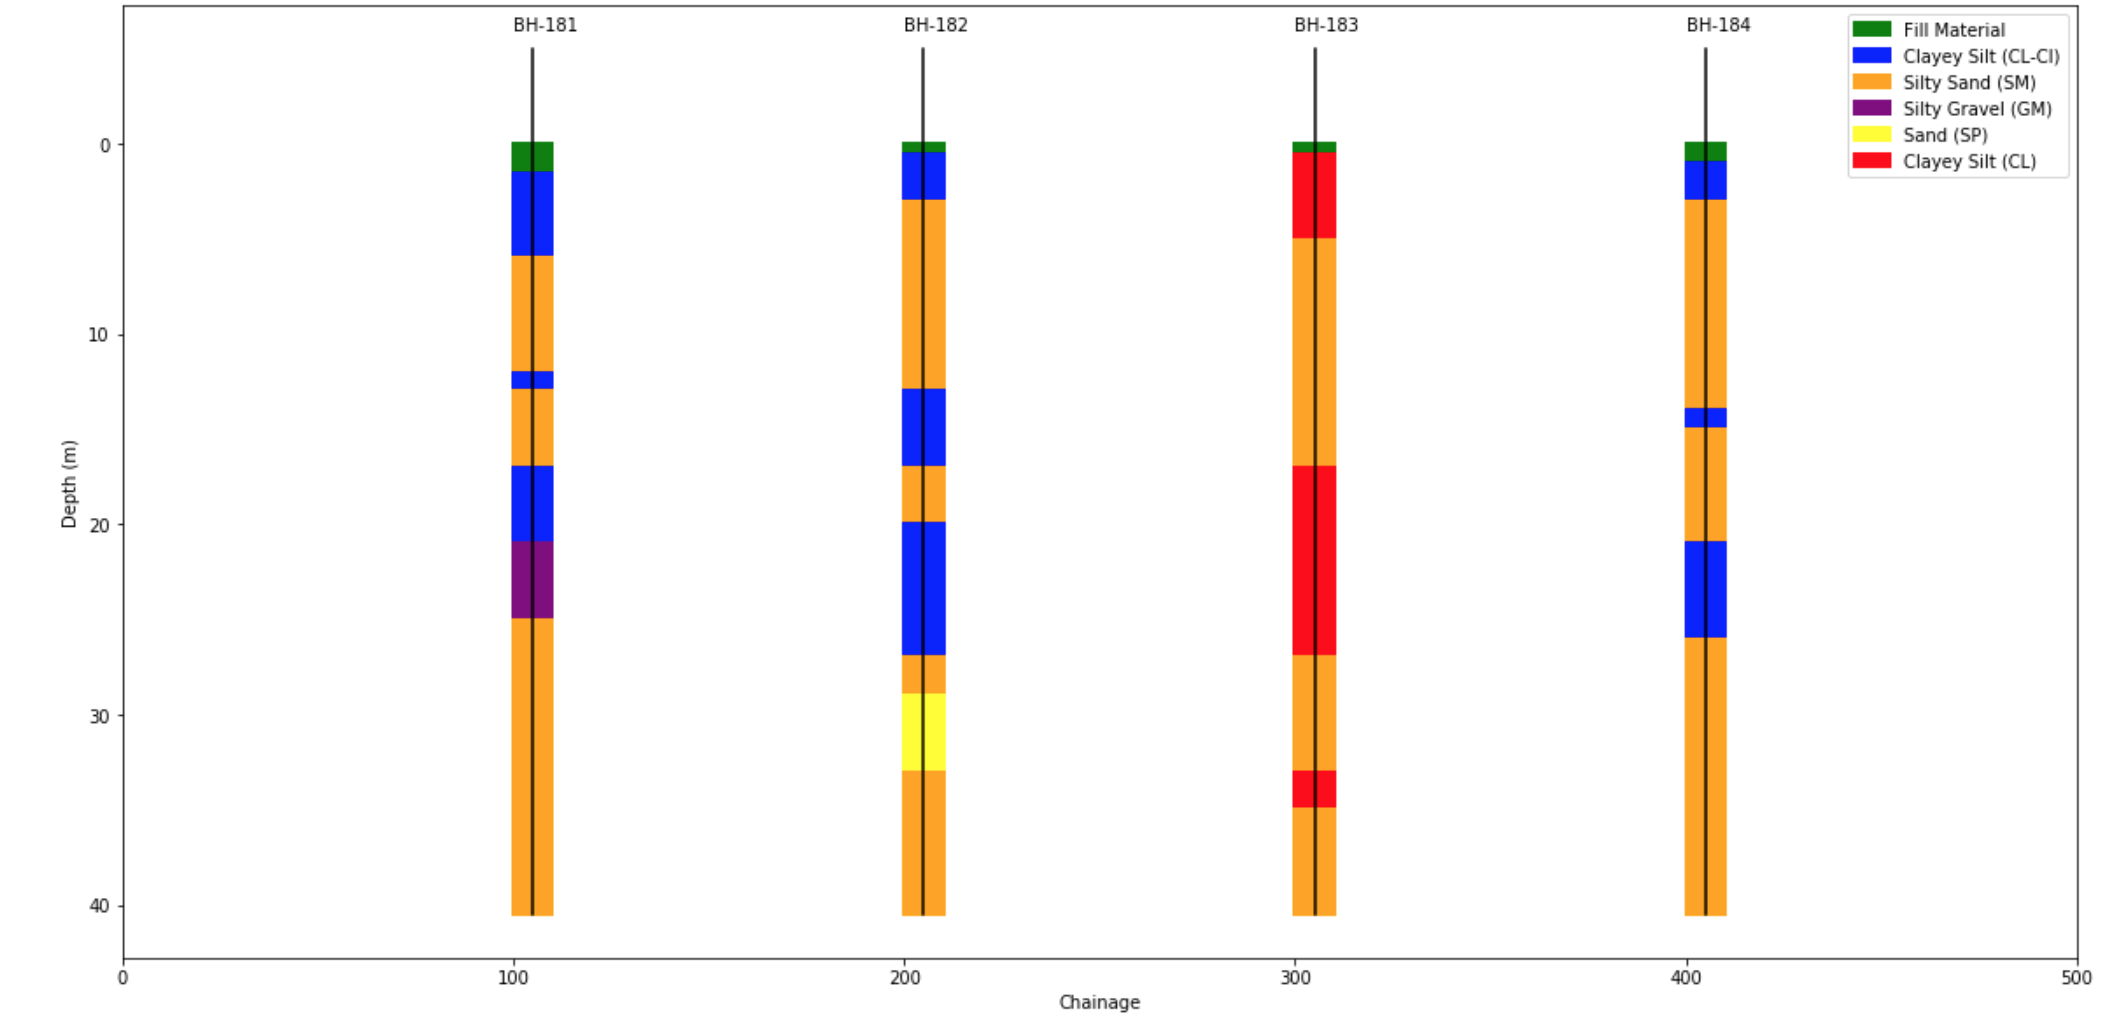 BH-181
BH-182
BH-183
BH-184
Fill Material
Clayey Silt (CL-CI)
Silty Sand (SM)
Silty Gravel (GM)
Sand (SP)
Clayey Silt (CL)
0
10
20
30
40
Depth (m)
0
100
200
300
400
500
Chainage